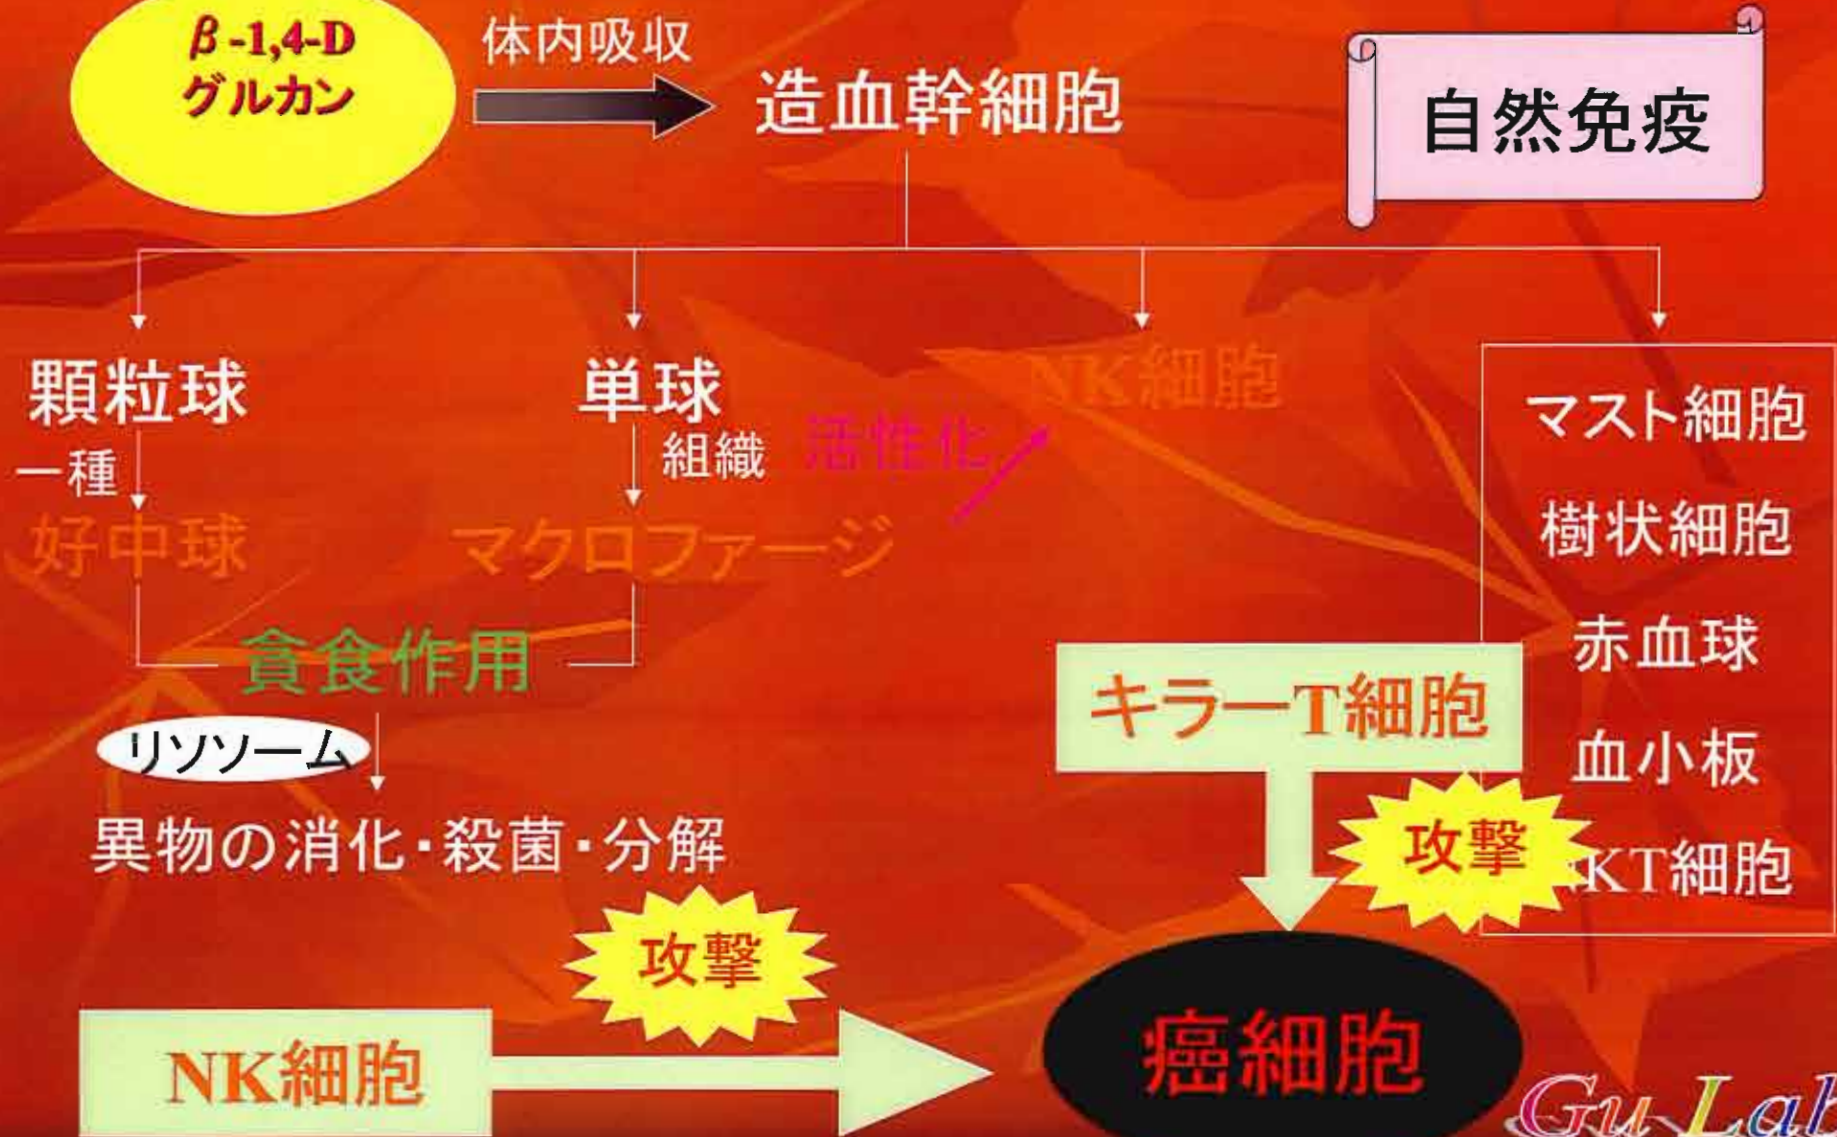 β-1,4-D
グルカン
体内吸収
造血幹細胞
自然免疫
顆粒球
単球
NK細胞
マスト細胞
一種
組織
活性化
好中球
マクロファージ
樹状細胞
貪食作用
赤血球
キラーT細胞
リソソーム
血小板
異物の消化・殺菌・分解
攻撃
KT細胞
攻撃
NK細胞
癌細胞
Gu Lab